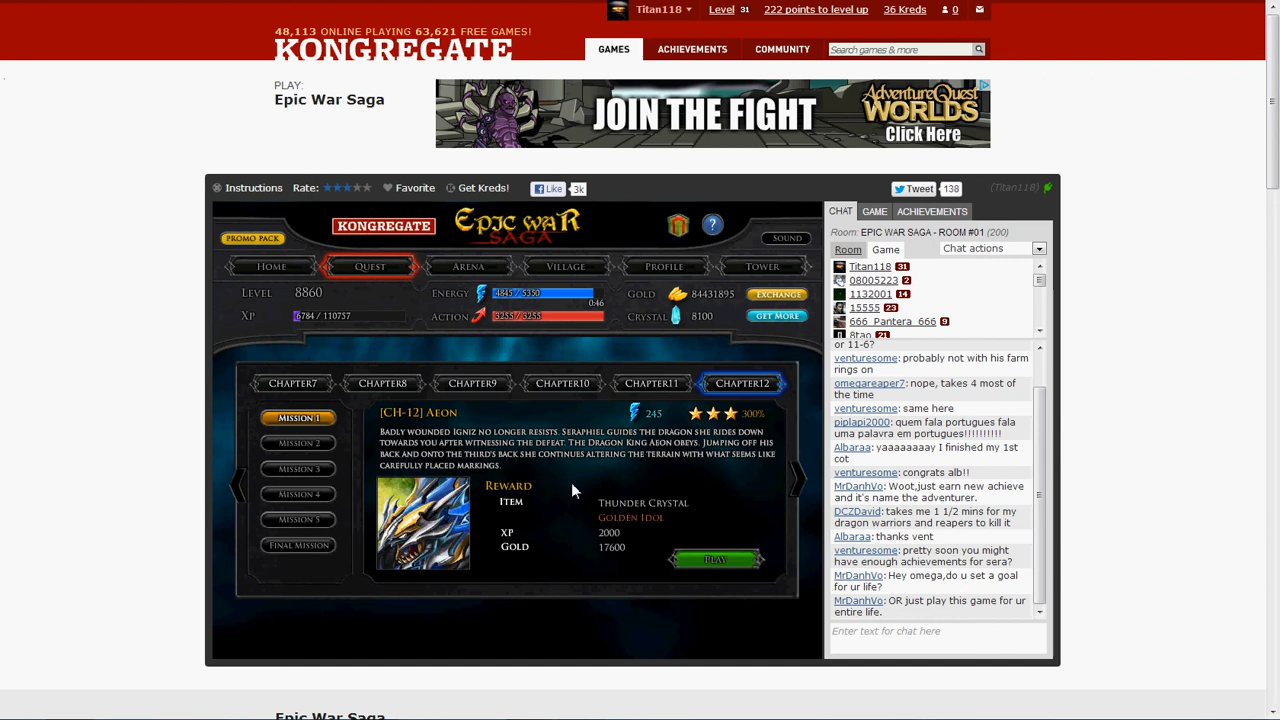 Titan118
Level 31
222 points to level up
36 Kreds
0
48,113 ONLINE PLAYING 63,621 FREE GAMES!
KONGREGATE
GAMES
ACHIEVEMENTS
COMMUNITY
Search games & more
PLAY:
Epic War Saga
JOIN THE FIGHT
AdventureQuest
WORLDS
Click Here
Instructions
Rate:
Favorite
Get Kreds!
Like
3k
Tweet
138
(Titan118)
KONGREGATE
EPIC WAR
SAGA
?
PROMO PACK
SOUND
HOME
QUEST
ARENA
VILLAGE
PROFILE
TOWER
LEVEL 8860
ENERGY 4845 / 5350
0:46
GOLD 84431895
EXCHANGE
XP 6784 / 110757
ACTION 3255 / 3255
CRYSTAL 8100
GET MORE
CHAPTER7
CHAPTER8
CHAPTER9
CHAPTER10
CHAPTER11
CHAPTER12
MISSION 1
MISSION 2
MISSION 3
MISSION 4
MISSION 5
FINAL MISSION
[CH-12] AEON
245
300%
BADLY WOUNDED IGNIZ NO LONGER RESISTS. SERAPHIEL GUIDES THE DRAGON SHE RIDES DOWN
TOWARDS YOU AFTER WITNESSING THE DEFEAT. THE DRAGON KING AEON OBEYS. JUMPING OFF HIS
BACK AND ONTO THE THIRD'S BACK SHE CONTINUES ALTERING THE TERRAIN WITH WHAT SEEMS LIKE
CAREFULLY PLACED MARKINGS.
REWARD
ITEM
THUNDER CRYSTAL
GOLDEN IDOL
XP 2000
GOLD 17600
PLAY
CHAT
GAME
ACHIEVEMENTS
Room: EPIC WAR SAGA - ROOM #01 (200)
Room
Game
Chat actions
Titan118 31
08005223 2
1132001 14
15555 23
666_Pantera_666 9
8tao 21
or 11-6?
venturesome: probably not with his farm
rings on
omegareaper7: nope, takes 4 most of
the time
venturesome: same here
piplapi2000: quem fala portugues fala
uma palavra em portugues!!!!!!!!!!
Albaraa: yaaaaaaay I finished my 1st
cot
venturesome: congrats alb!!
MrDanhVo: Woot,just earn new achieve
and it's name the adventurer.
DCZDavid: takes me 1 1/2 mins for my
dragon warriors and reapers to kill it
Albaraa: thanks vent
venturesome: pretty soon you might
have enough achievements for sera?
MrDanhVo: Hey omega,do u set a goal
for ur life?
MrDanhVo: OR just play this game for ur
entire life.
Enter text for chat here
Epic War Saga